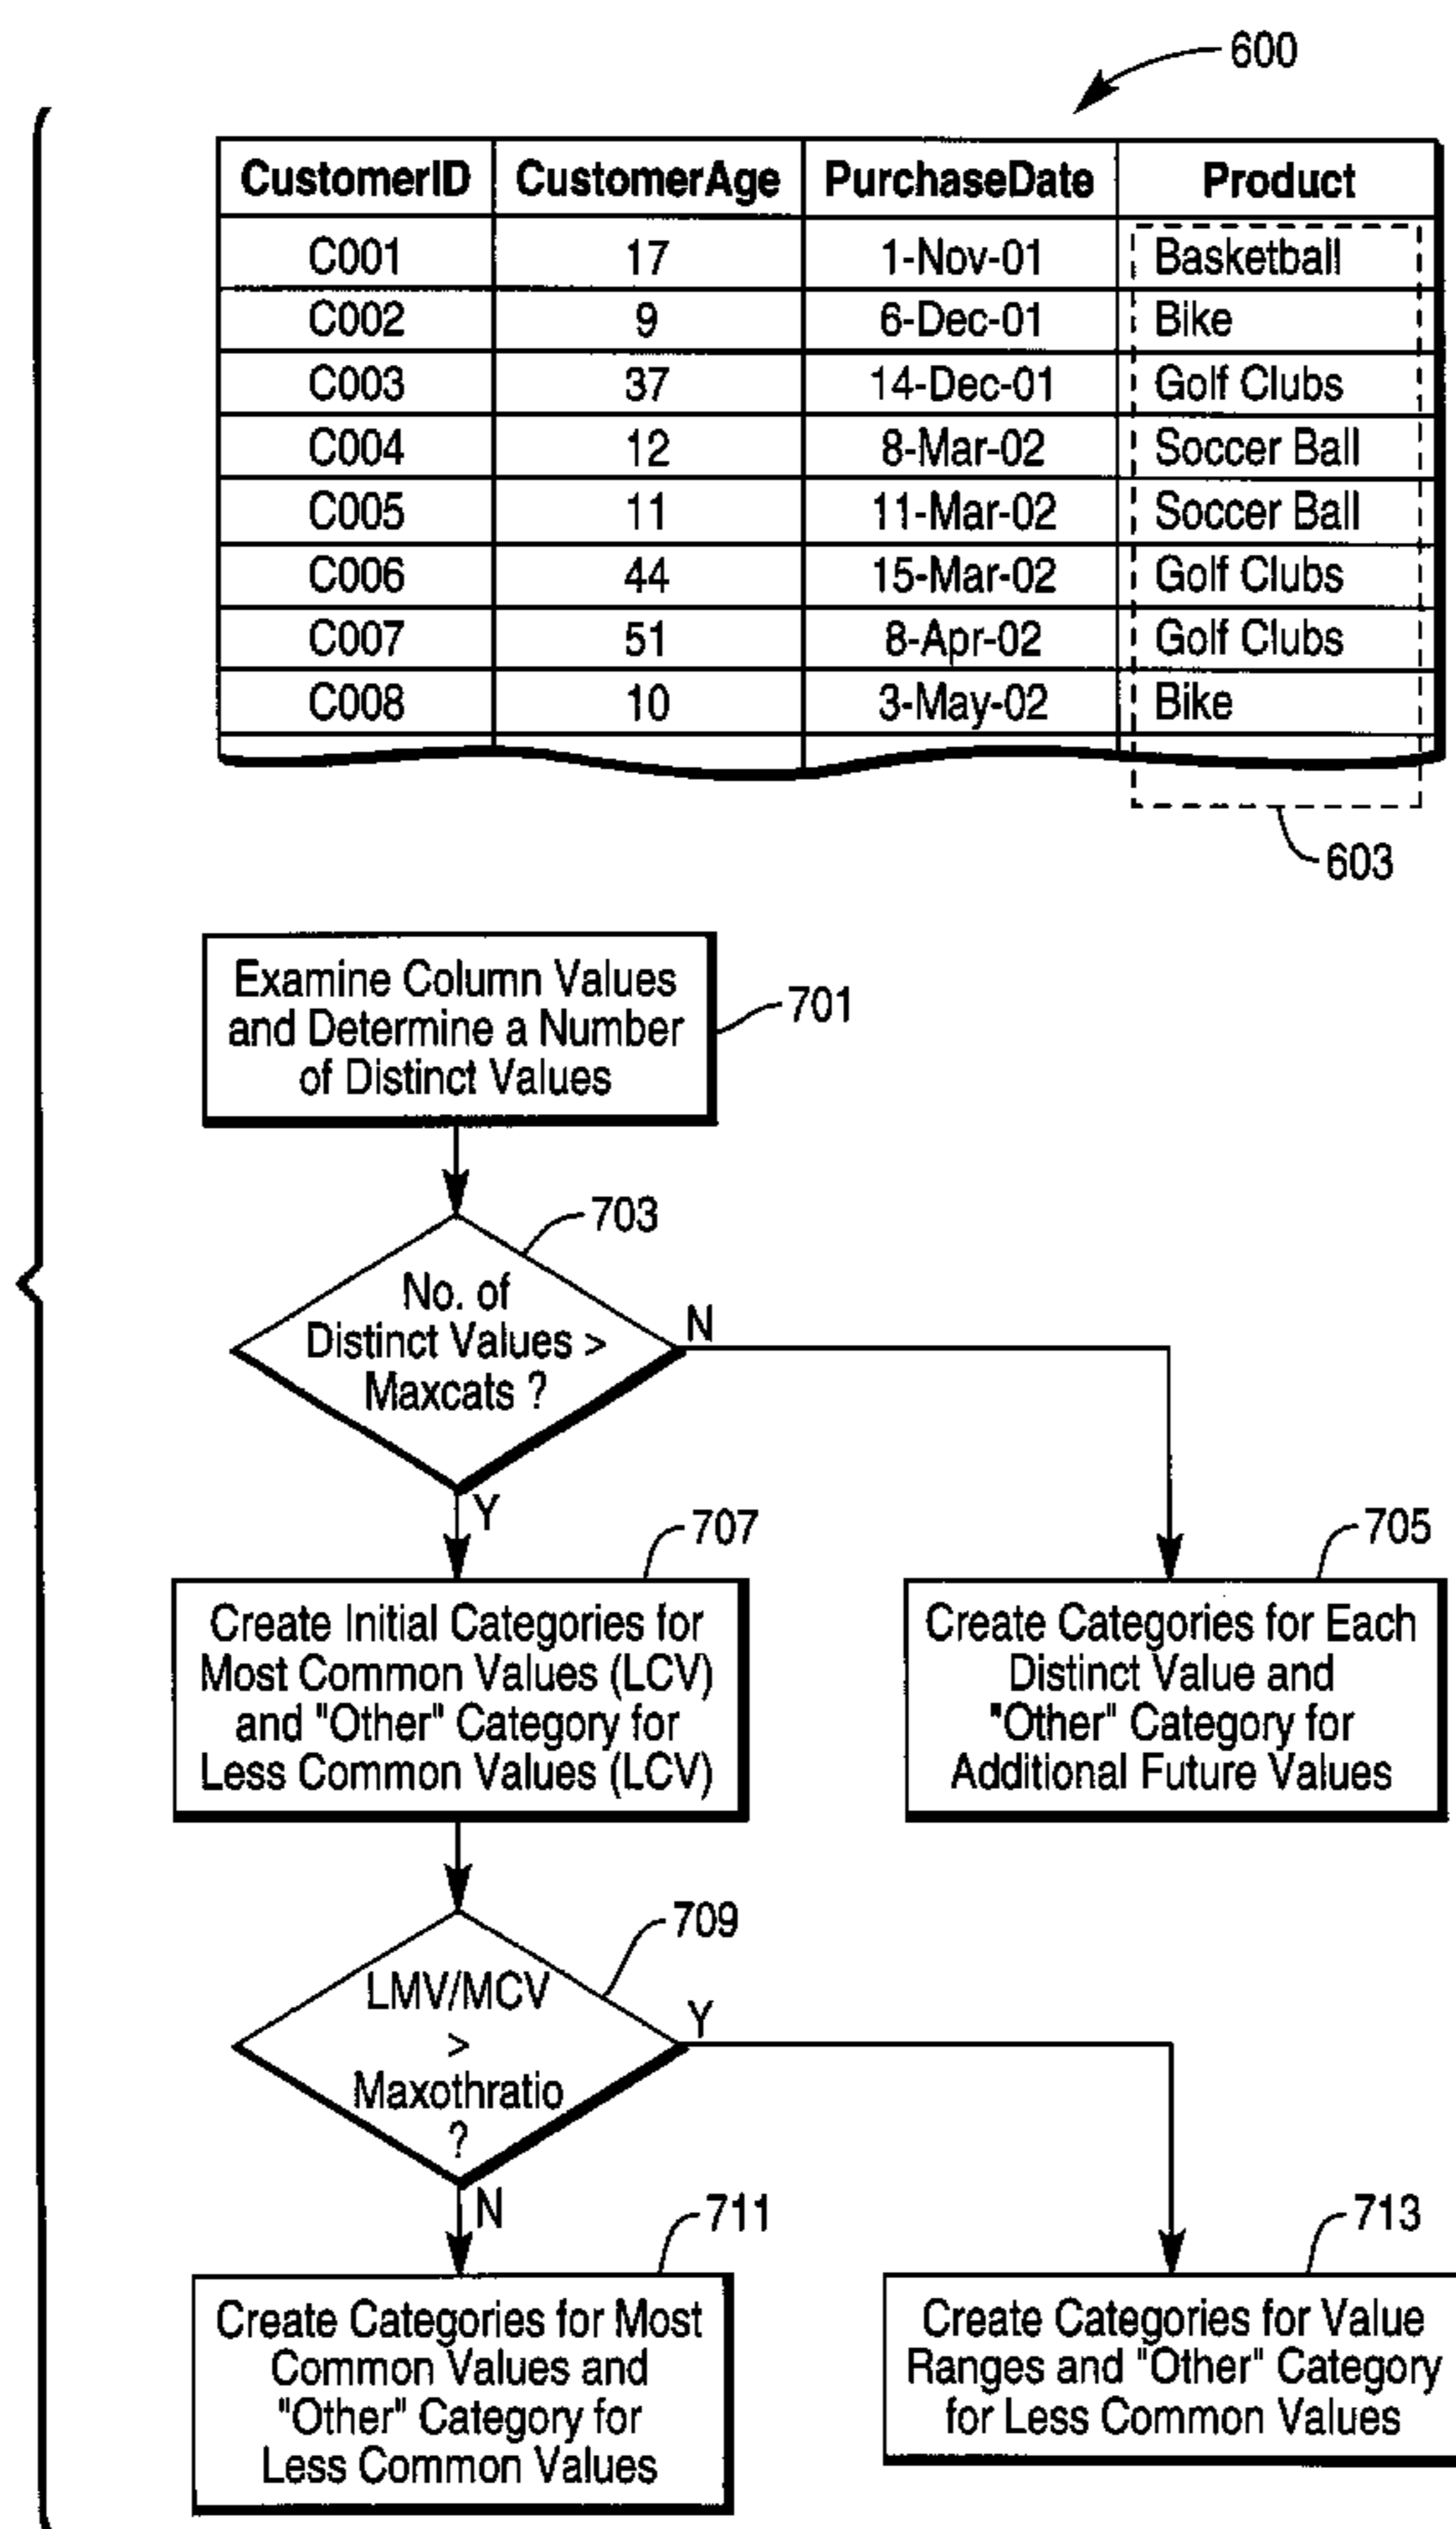 600
CustomerID CustomerAge PurchaseDate Product
C001 17 1-Nov-01 Basketball
C002 9 6-Dec-01 Bike
C003 37 14-Dec-01 Golf Clubs
C004 12 8-Mar-02 Soccer Ball
C005 11 11-Mar-02 Soccer Ball
C006 44 15-Mar-02 Golf Clubs
C007 51 8-Apr-02 Golf Clubs
C008 10 3-May-02 Bike
603
Examine Column Values
and Determine a Number
of Distinct Values
701
703
No. of
Distinct Values >
Maxcats ?
N
Y
707
Create Initial Categories for
Most Common Values (LCV)
and "Other" Category for
Less Common Values (LCV)
705
Create Categories for Each
Distinct Value and
"Other" Category for
Additional Future Values
709
LMV/MCV
>
Maxothratio
?
Y
N
711
Create Categories for Most
Common Values and
"Other" Category for
Less Common Values
713
Create Categories for Value
Ranges and "Other" Category
for Less Common Values